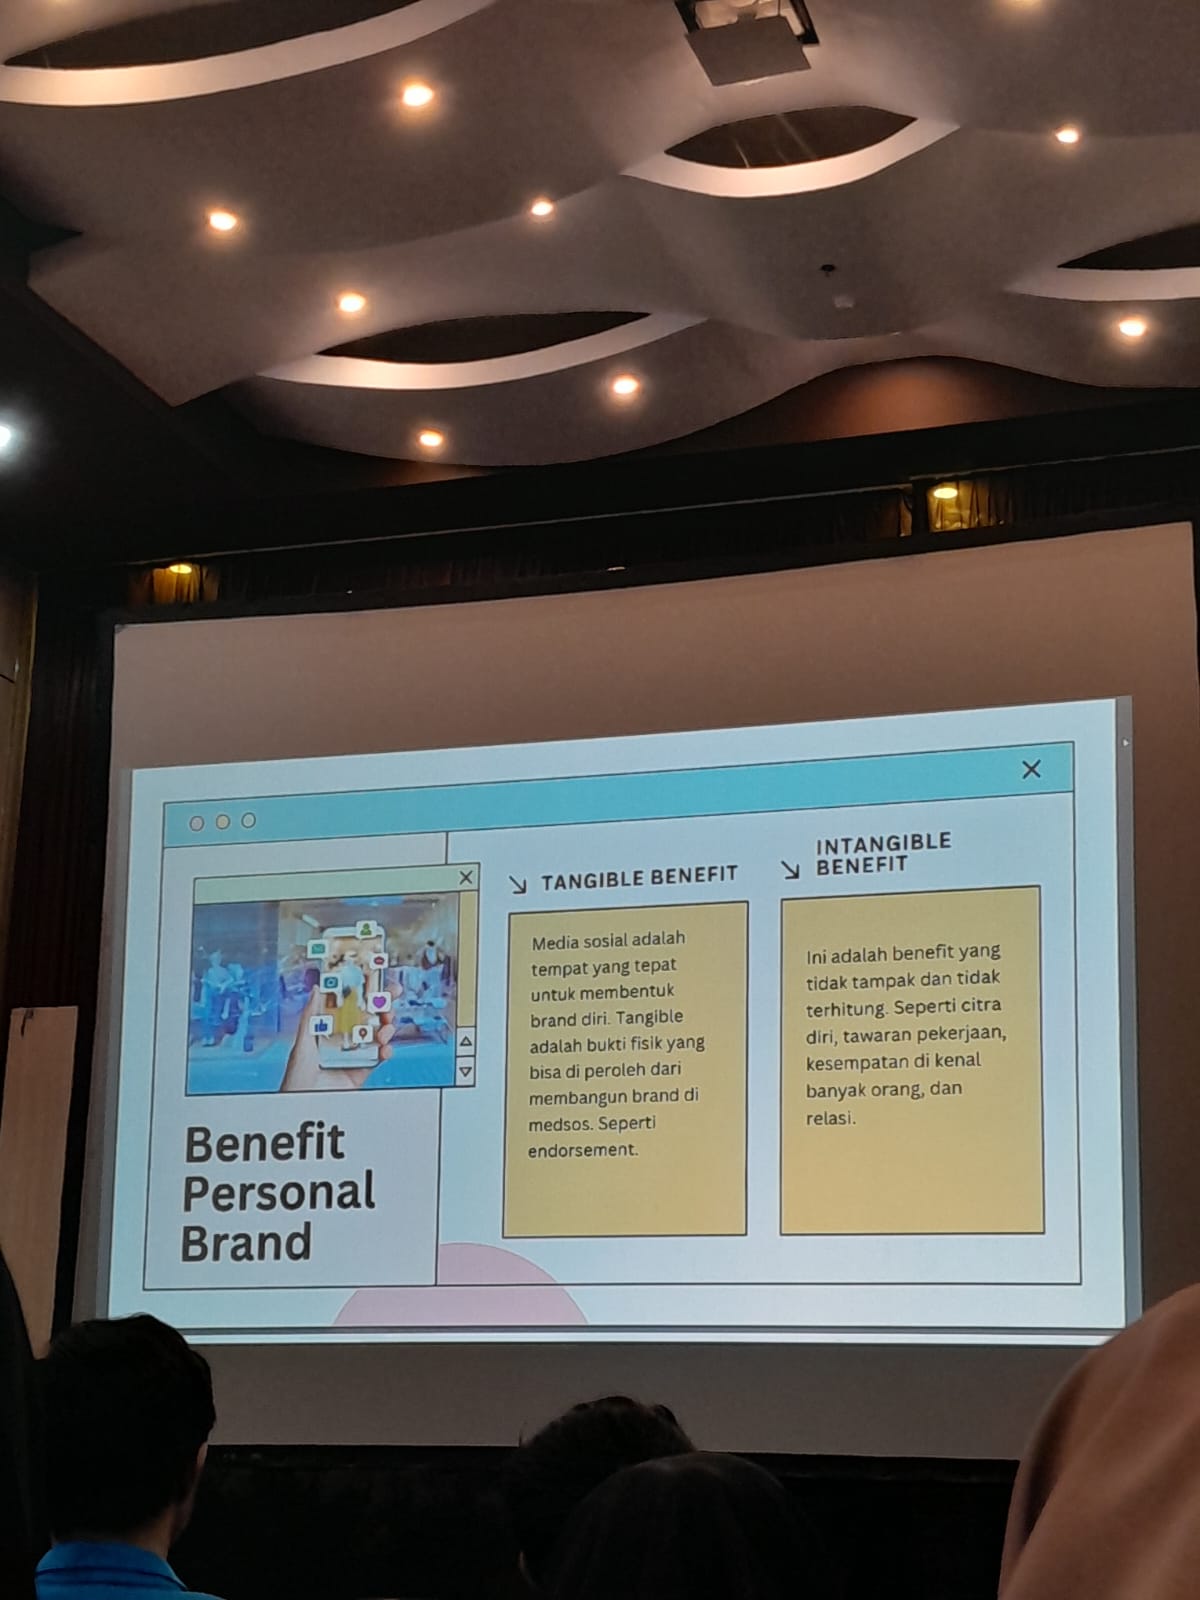 Benefit
Personal
Brand
TANGIBLE BENEFIT
Media sosial adalah
tempat yang tepat
untuk membentuk
brand diri. Tangible
adalah bukti fisik yang
bisa di peroleh dari
membangun brand di
medsos. Seperti
endorsement.
INTANGIBLE
BENEFIT
Ini adalah benefit yang
tidak tampak dan tidak
terhitung. Seperti citra
diri, tawaran pekerjaan,
kesempatan di kenal
banyak orang, dan
relasi.